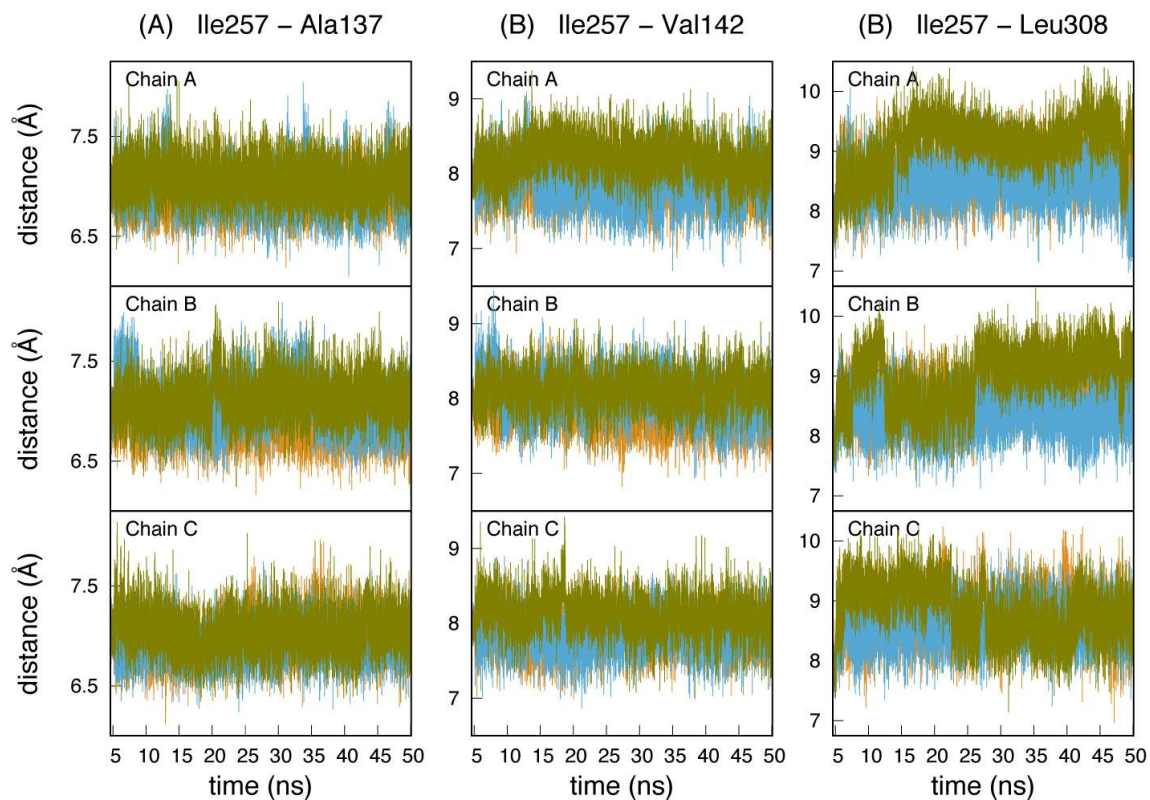 (A) Ile257 – Ala137
(B) Ile257 – Val142
(B) Ile257 – Leu308
distance (Å)
7.5
6.5
Chain A
9
8
7
Chain A
10
9
8
7
Chain A
distance (Å)
7.5
6.5
Chain B
9
8
7
Chain B
10
9
8
7
Chain B
distance (Å)
7.5
6.5
Chain C
9
8
7
Chain C
10
9
8
7
Chain C
5 10 15 20 25 30 35 40 45 50
5 10 15 20 25 30 35 40 45 50
5 10 15 20 25 30 35 40 45 50
time (ns)
time (ns)
time (ns)